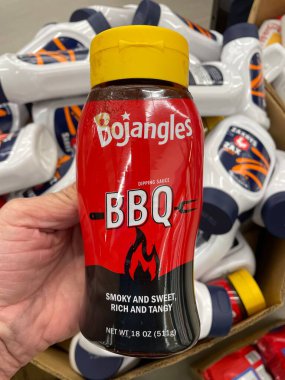 Bojangles
DIPPING SAUCE
BBQ
SMOKY AND SWEET,
RICH AND TANGY
NET WT 18 OZ (511g)